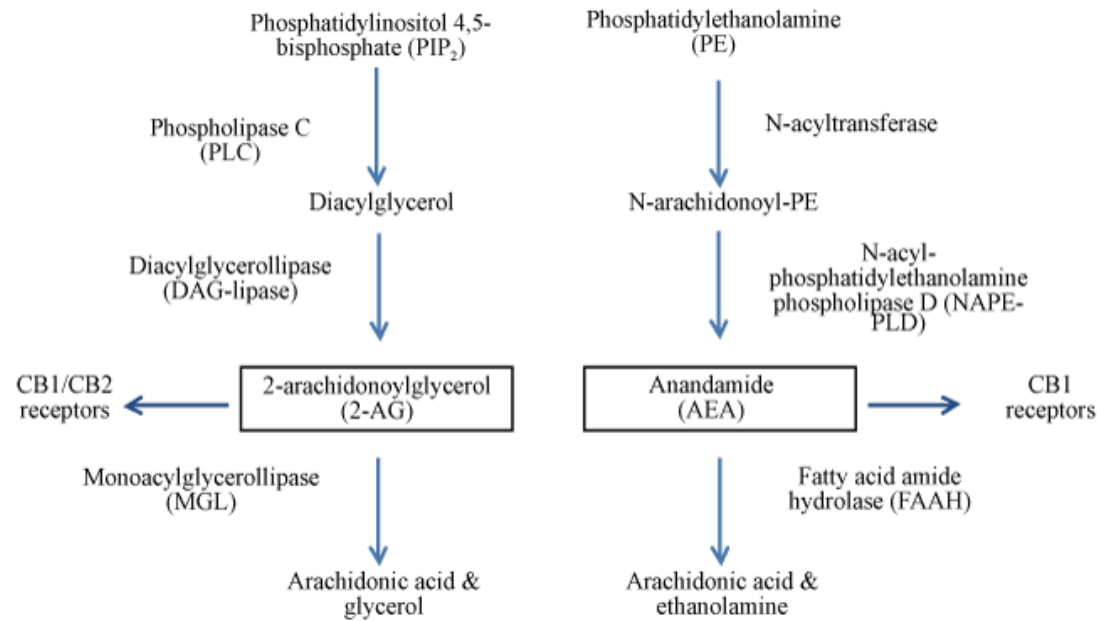 Phosphatidylinositol 4,5-
bisphosphate (PIP₂)
Phosphatidylethanolamine
(PE)
Phospholipase C
(PLC)
N-acyltransferase
Diacylglycerol
N-arachidonoyl-PE
Diacylglycerollipase
(DAG-lipase)
N-acyl-
phosphatidylethanolamine
phospholipase D (NAPE-
PLD)
CB1/CB2
receptors
2-arachidonoylglycerol
(2-AG)
Anandamide
(AEA)
CB1
receptors
Monoacylglycerollipase
(MGL)
Fatty acid amide
hydrolase (FAAH)
Arachidonic acid &
glycerol
Arachidonic acid &
ethanolamine